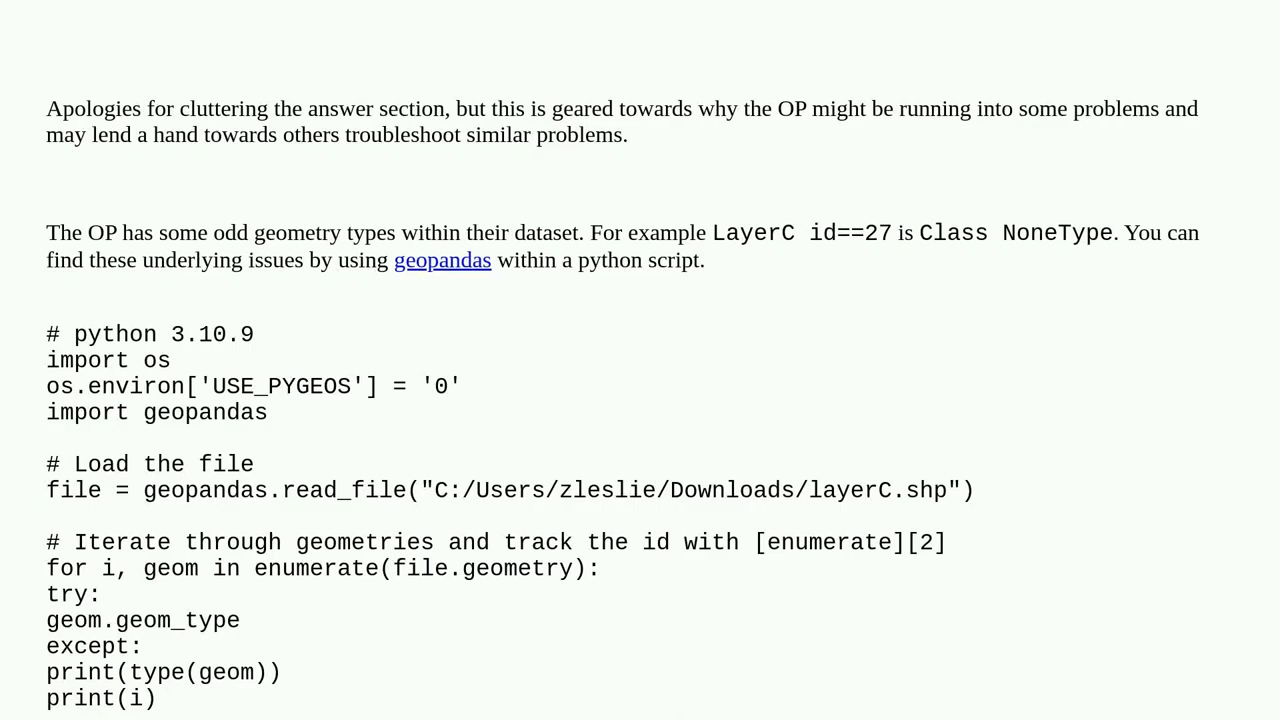 Apologies for cluttering the answer section, but this is geared towards why the OP might be running into some problems and
may lend a hand towards others troubleshoot similar problems.
The OP has some odd geometry types within their dataset. For example LayerC id==27 is Class NoneType. You can
find these underlying issues by using geopandas within a python script.
# python 3.10.9
import os
os.environ['USE_PYGEOS'] = '0'
import geopandas
# Load the file
file = geopandas.read_file("C:/Users/zleslie/Downloads/layerC.shp")
# Iterate through geometries and track the id with [enumerate][2]
for i, geom in enumerate(file.geometry):
try:
geom.geom_type
except:
print(type(geom))
print(i)